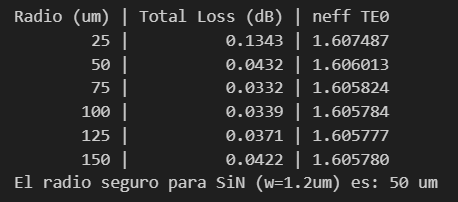 Radio (um) | Total Loss (dB) | neff TE0
25 | 0.1343 | 1.607487
50 | 0.0432 | 1.606013
75 | 0.0332 | 1.605824
100 | 0.0339 | 1.605784
125 | 0.0371 | 1.605777
150 | 0.0422 | 1.605780
El radio seguro para SiN (w=1.2um) es: 50 um